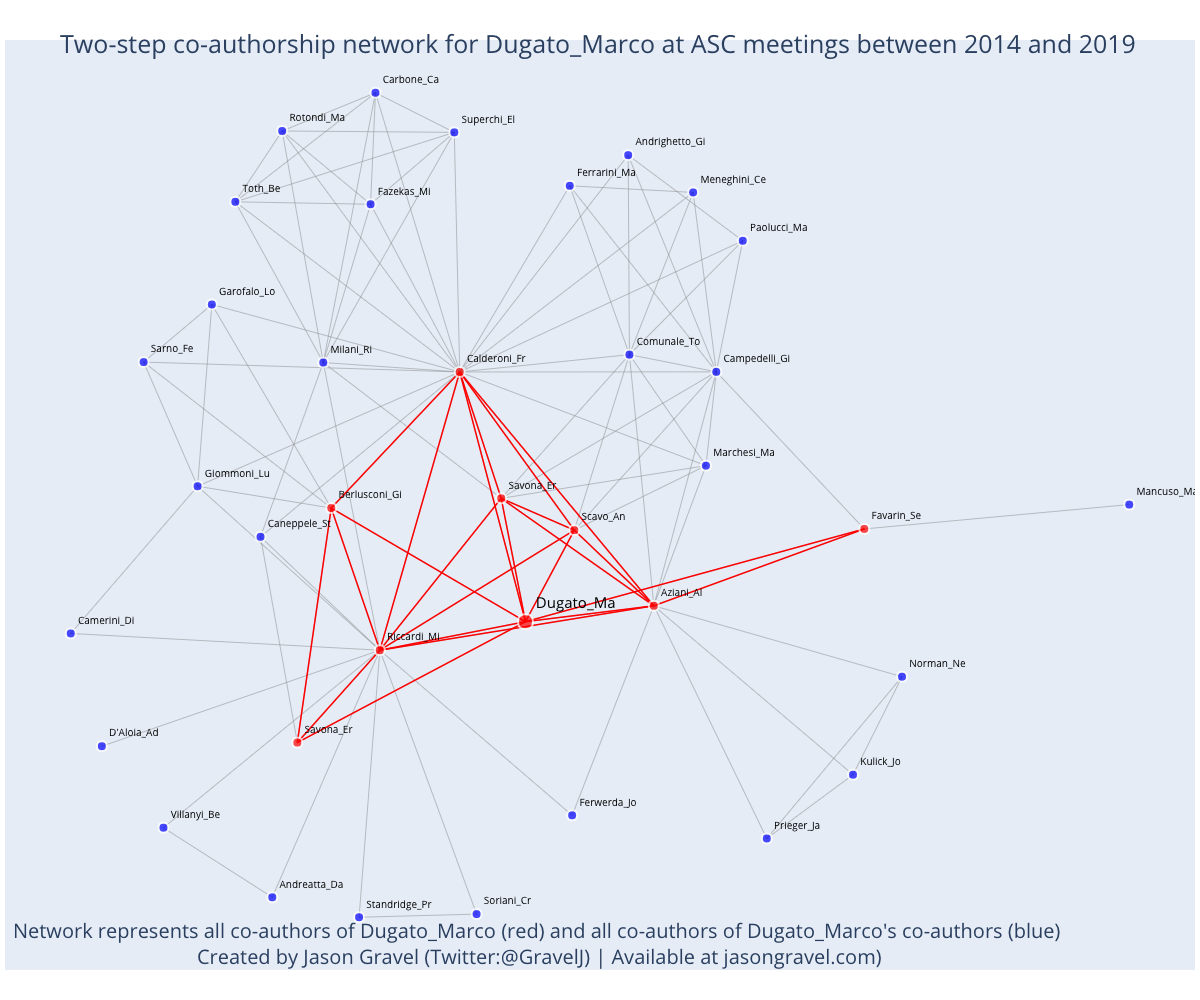 Two-step co-authorship network for Dugato_Marco at ASC meetings between 2014 and 2019
Carbone_Ca
Rotondi_Ma
Superchi_El
Andrighetto_Gi
Ferrarini_Ma
Meneghini_Ce
Toth_Be
Fazekas_Mi
Paolucci_Ma
Garofalo_Lo
Sarno_Fe
Milani_Ri
Calderoni_Fr
Comunale_To
Campedelli_Gi
Giommoni_Lu
Marchesi_Ma
Berlusconi_Gi
Savona_Er
Mancuso_Ma
Caneppele_St
Scavo_An
Favarin_Se
Dugato_Ma
Aziani_Al
Camerini_Di
Riccardi_Mi
Norman_Ne
D'Aloia_Ad
Savona_Er
Kulick_Jo
Villanyi_Be
Ferwerda_Jo
Prieger_Ja
Andreatta_Da
Standridge_Pr
Soriani_Cr
Network represents all co-authors of Dugato_Marco (red) and all co-authors of Dugato_Marco's co-authors (blue)
Created by Jason Gravel (Twitter:@GravelJ) | Available at jasongravel.com)